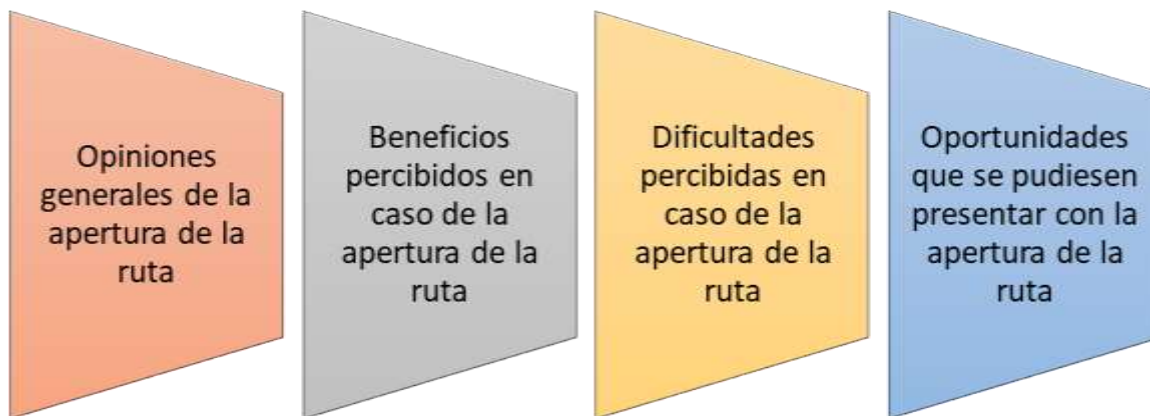 Opiniones
generales de la
apertura de la
ruta
Beneficios
percibidos en
caso de la
apertura de la
ruta
Dificultades
percibidas en
caso de la
apertura de la
ruta
Oportunidades
que se pudiesen
presentar con la
apertura de la
ruta